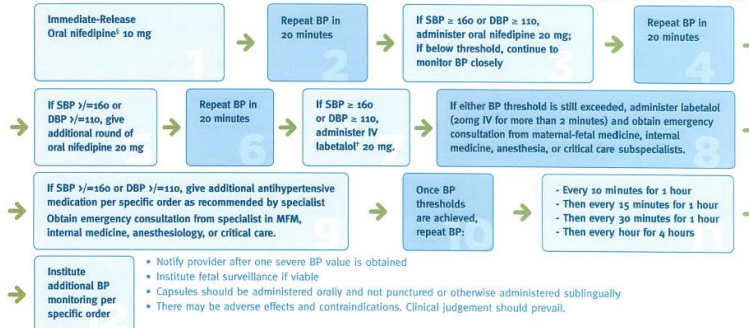 Immediate-Release
Oral nifedipine§ 10 mg
1
Repeat BP in
20 minutes
2
If SBP ≥ 160 or DBP ≥ 110,
administer oral nifedipine 20 mg;
If below threshold, continue to
monitor BP closely
3
Repeat BP in
20 minutes
4
If SBP >/=160 or
DBP >/=110, give
additional round of
oral nifedipine 20 mg
5
Repeat BP in
20 minutes
6
If SBP ≥ 160
or DBP ≥ 110,
administer IV
labetalol† 20 mg.
7
If either BP threshold is still exceeded, administer labetalol
(20mg IV for more than 2 minutes) and obtain emergency
consultation from maternal-fetal medicine, internal
medicine, anesthesia, or critical care subspecialists.
8
If SBP >/=160 or DBP >/=110, give additional antihypertensive
medication per specific order as recommended by specialist
Obtain emergency consultation from specialist in MFM,
internal medicine, anesthesiology, or critical care.
9
Once BP
thresholds
are achieved,
repeat BP:
10
- Every 10 minutes for 1 hour
- Then every 15 minutes for 1 hour
- Then every 30 minutes for 1 hour
- Then every hour for 4 hours
11
Institute
additional BP
monitoring per
specific order
12
• Notify provider after one severe BP value is obtained
• Institute fetal surveillance if viable
• Capsules should be administered orally and not punctured or otherwise administered sublingually
• There may be adverse effects and contraindications. Clinical judgement should prevail.